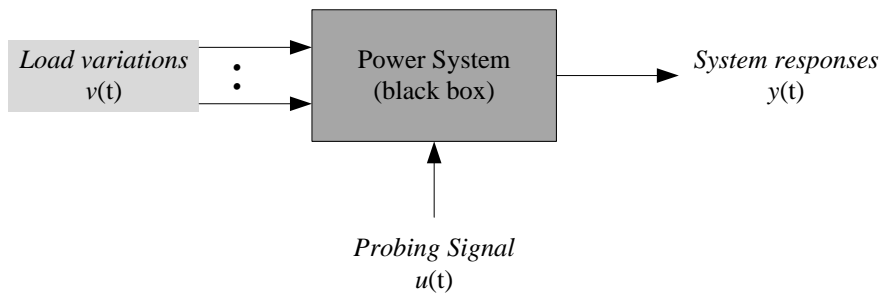 Load variations
v(t)
Power System
(black box)
System responses
y(t)
Probing Signal
u(t)